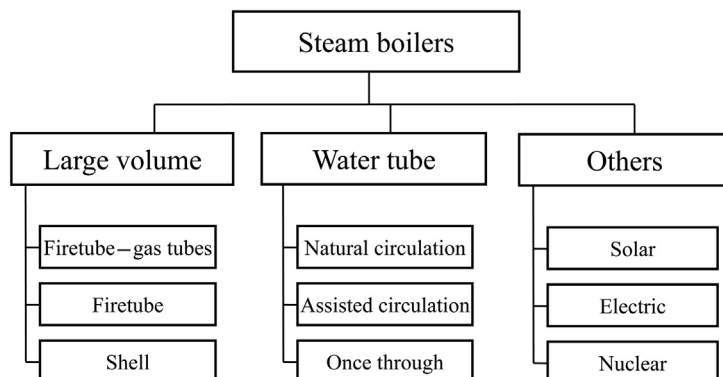 Steam boilers
Large volume
Water tube
Others
Firetube–gas tubes
Firetube
Shell
Natural circulation
Assisted circulation
Once through
Solar
Electric
Nuclear